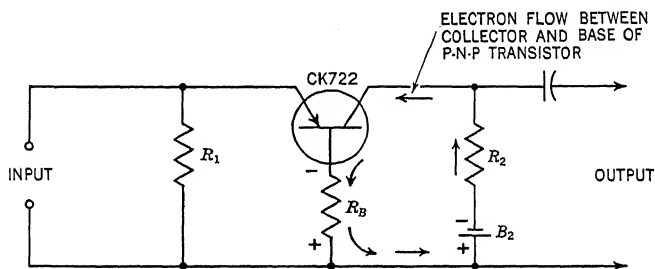 ELECTRON FLOW BETWEEN
COLLECTOR AND BASE OF
P-N-P TRANSISTOR
CK722
R1
R2
INPUT
-
RB
OUTPUT
+
-
B2
+